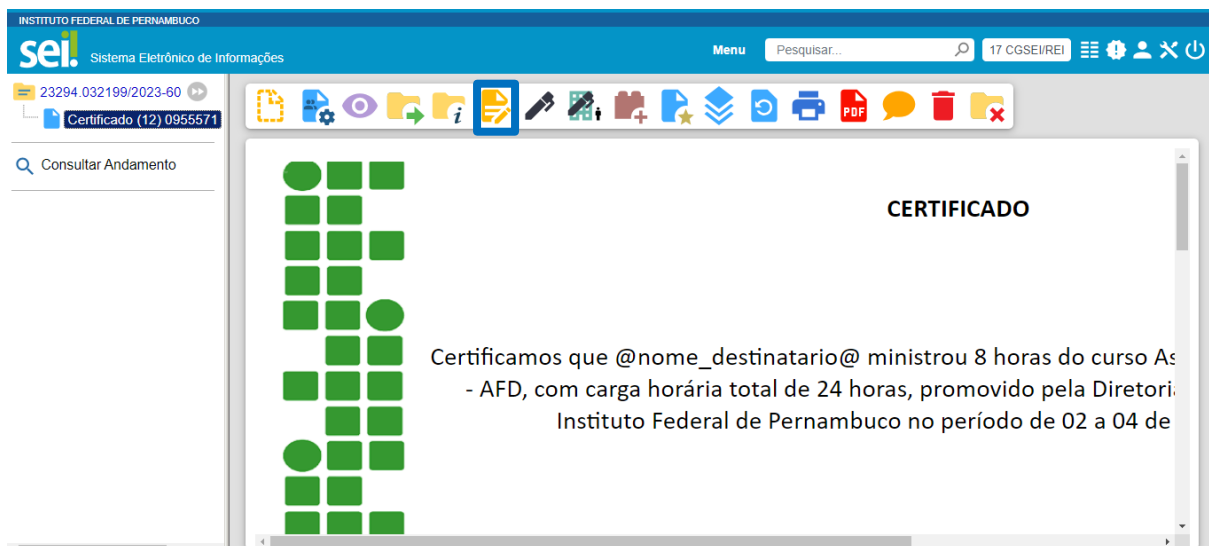 INSTITUTO FEDERAL DE PERNAMBUCO
sei! Sistema Eletrônico de Informações
Menu
Pesquisar...
17 CGSEI/REI
23294.032199/2023-60
Certificado (12) 0955571
Consultar Andamento
i
PDF
CERTIFICADO
Certificamos que @nome_destinatario@ ministrou 8 horas do curso As
- AFD, com carga horária total de 24 horas, promovido pela Diretoria
Instituto Federal de Pernambuco no período de 02 a 04 de